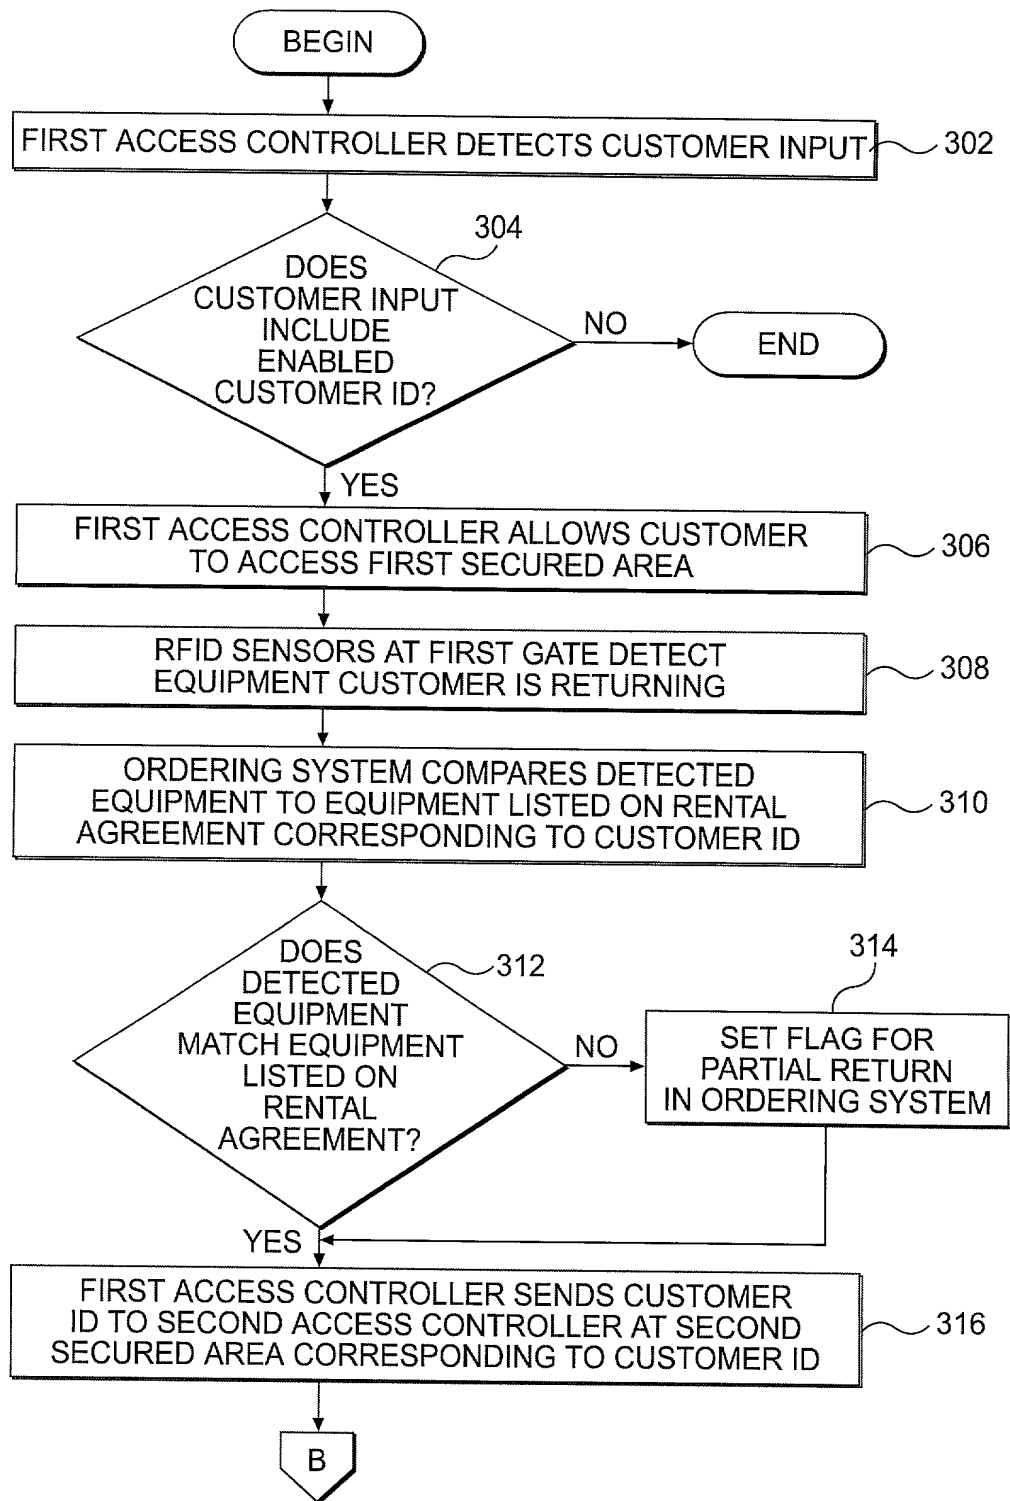 BEGIN
FIRST ACCESS CONTROLLER DETECTS CUSTOMER INPUT
302
304
DOES
CUSTOMER INPUT
INCLUDE
ENABLED
CUSTOMER ID?
NO
END
YES
FIRST ACCESS CONTROLLER ALLOWS CUSTOMER
TO ACCESS FIRST SECURED AREA
306
RFID SENSORS AT FIRST GATE DETECT
EQUIPMENT CUSTOMER IS RETURNING
308
ORDERING SYSTEM COMPARES DETECTED
EQUIPMENT TO EQUIPMENT LISTED ON RENTAL
AGREEMENT CORRESPONDING TO CUSTOMER ID
310
DOES
DETECTED
EQUIPMENT
MATCH EQUIPMENT
LISTED ON
RENTAL
AGREEMENT?
312
NO
314
SET FLAG FOR
PARTIAL RETURN
IN ORDERING SYSTEM
YES
FIRST ACCESS CONTROLLER SENDS CUSTOMER
ID TO SECOND ACCESS CONTROLLER AT SECOND
SECURED AREA CORRESPONDING TO CUSTOMER ID
316
B